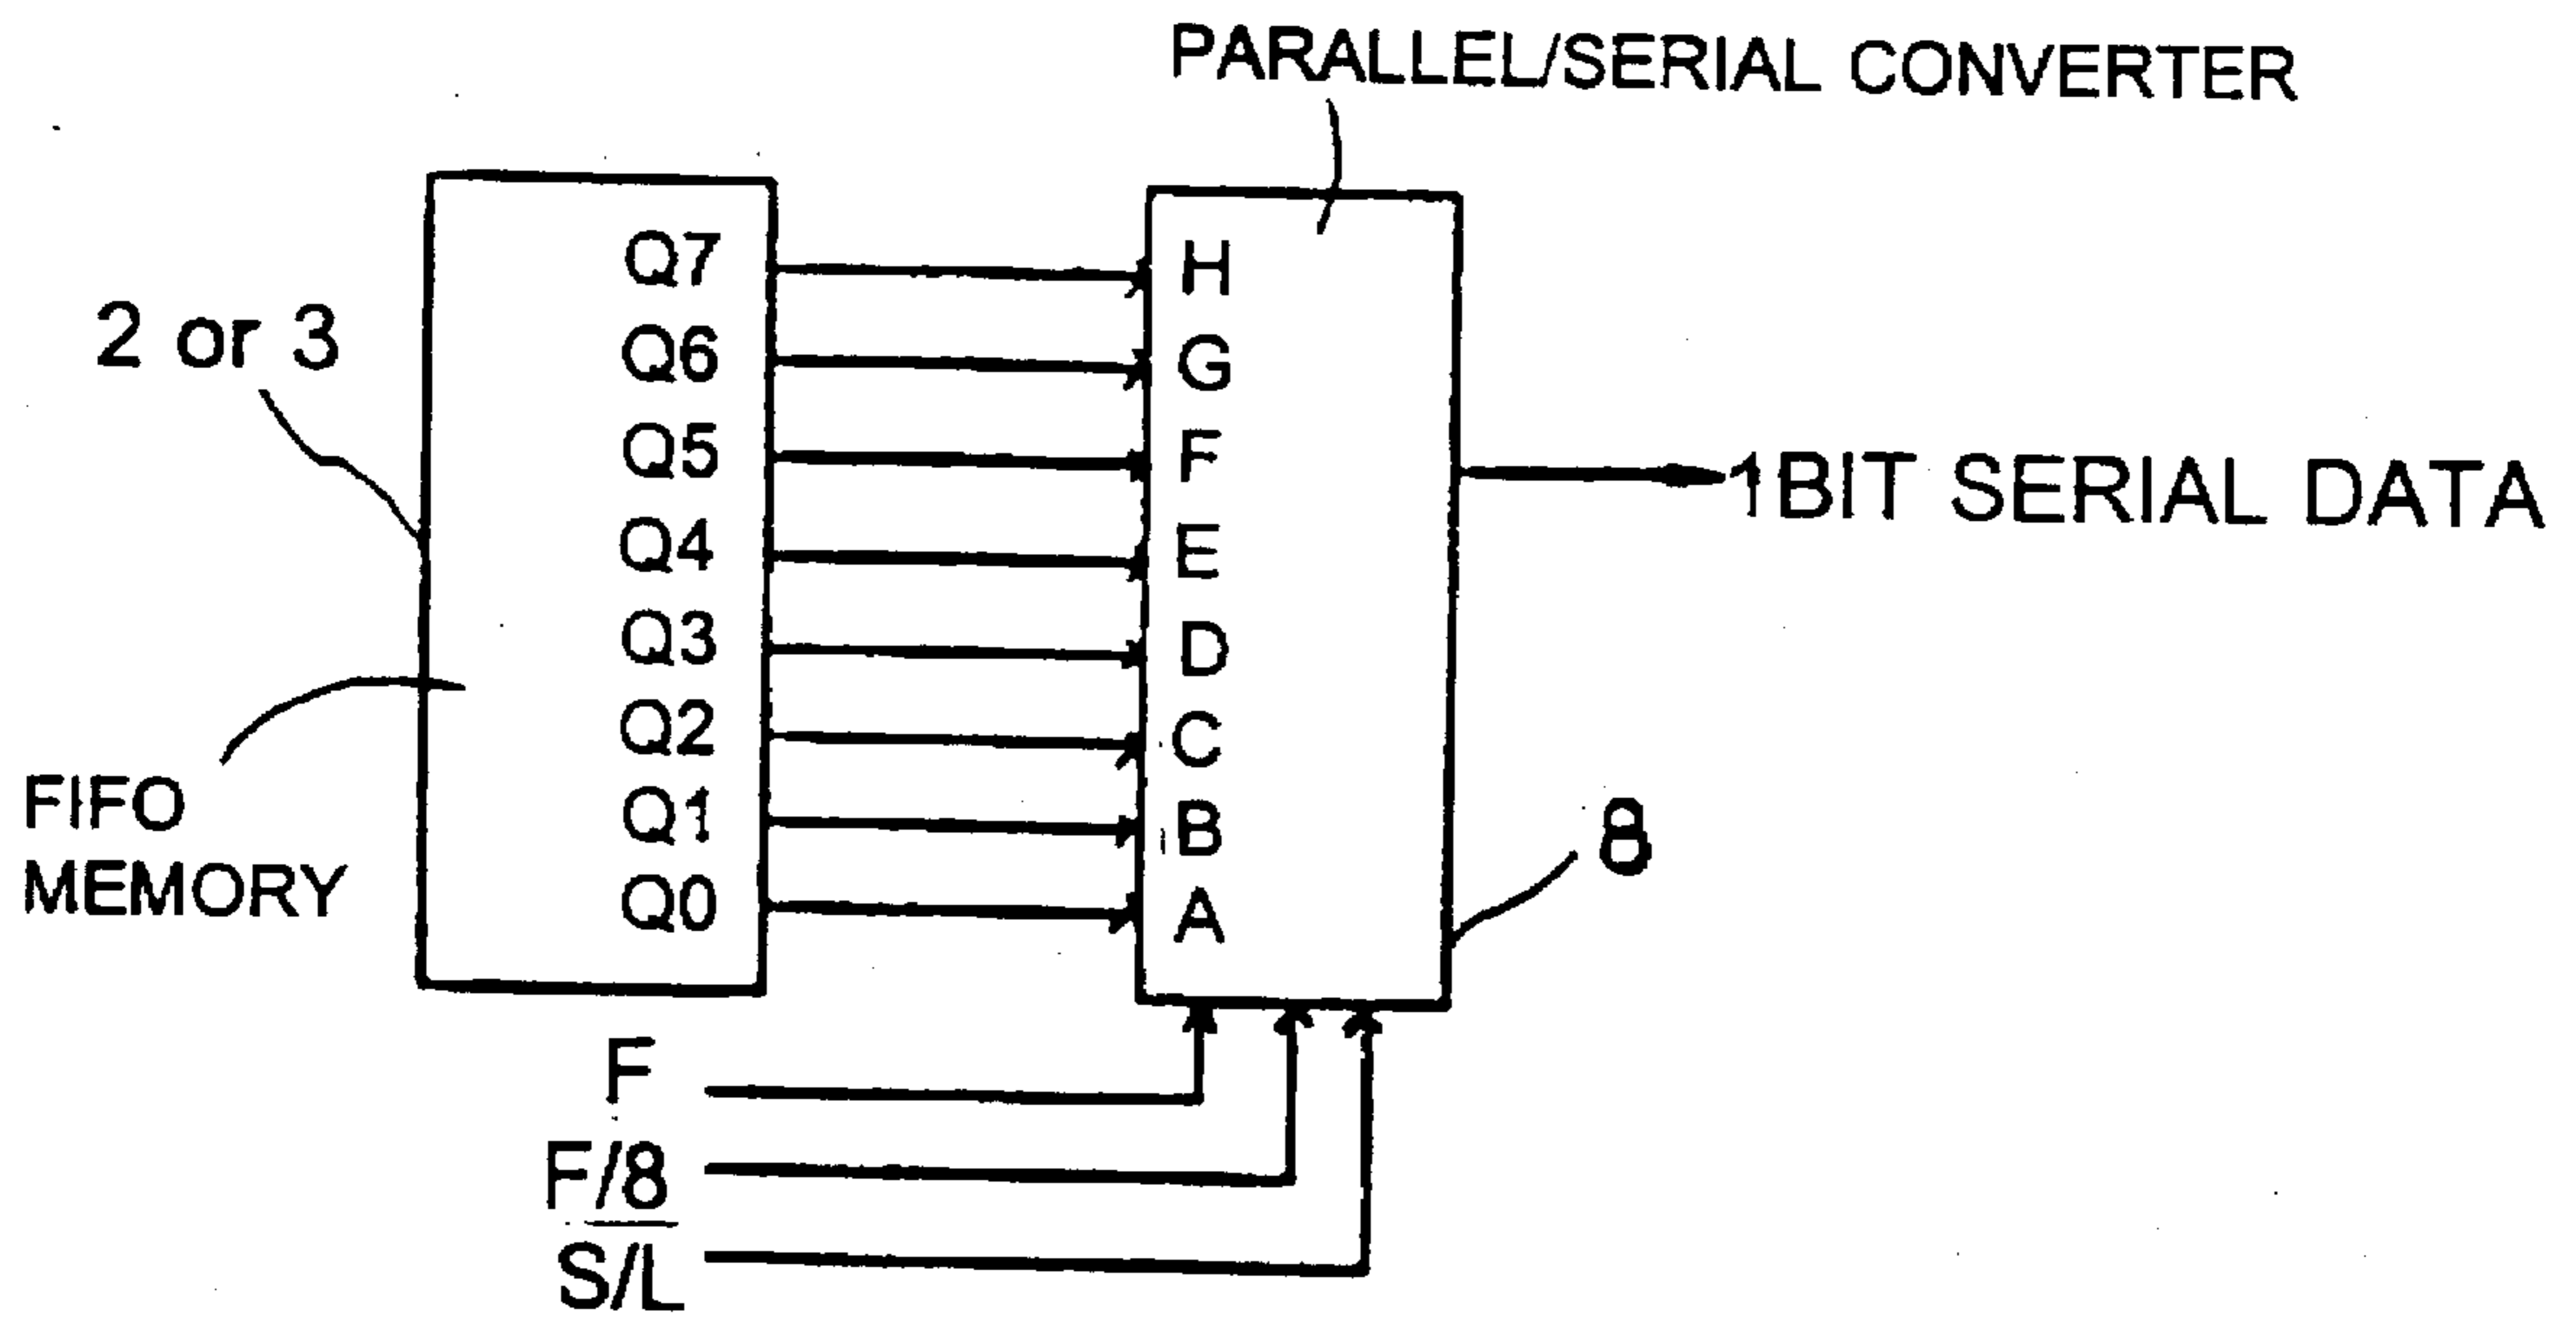 PARALLEL/SERIAL CONVERTER
2 or 3
Q7 H
Q6 G
Q5 F
Q4 E
Q3 D
Q2 C
Q1 B
Q0 A
1BIT SERIAL DATA
FIFO
MEMORY
8
F
F/8
S/L